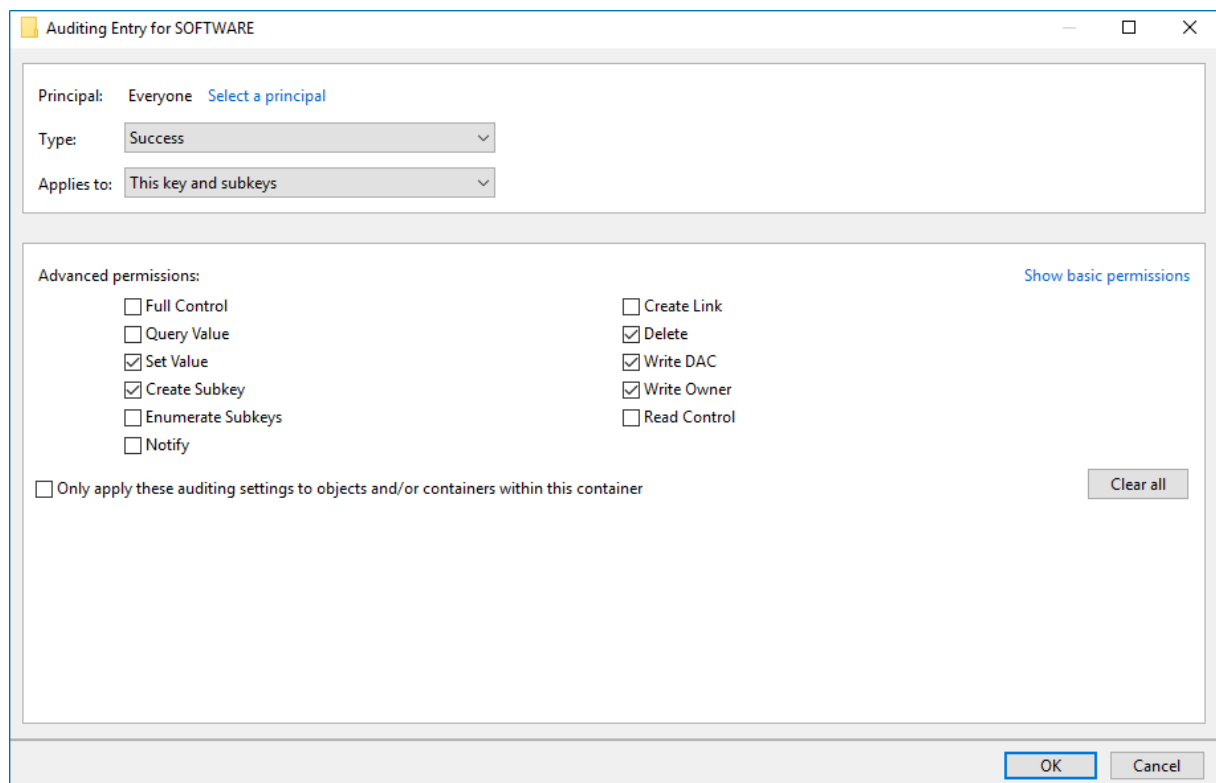 Auditing Entry for SOFTWARE
Principal: Everyone Select a principal
Type: Success
Applies to: This key and subkeys
Advanced permissions: Show basic permissions
Full Control Create Link
Query Value Delete
Set Value Write DAC
Create Subkey Write Owner
Enumerate Subkeys Read Control
Notify
Only apply these auditing settings to objects and/or containers within this container Clear all
OK Cancel